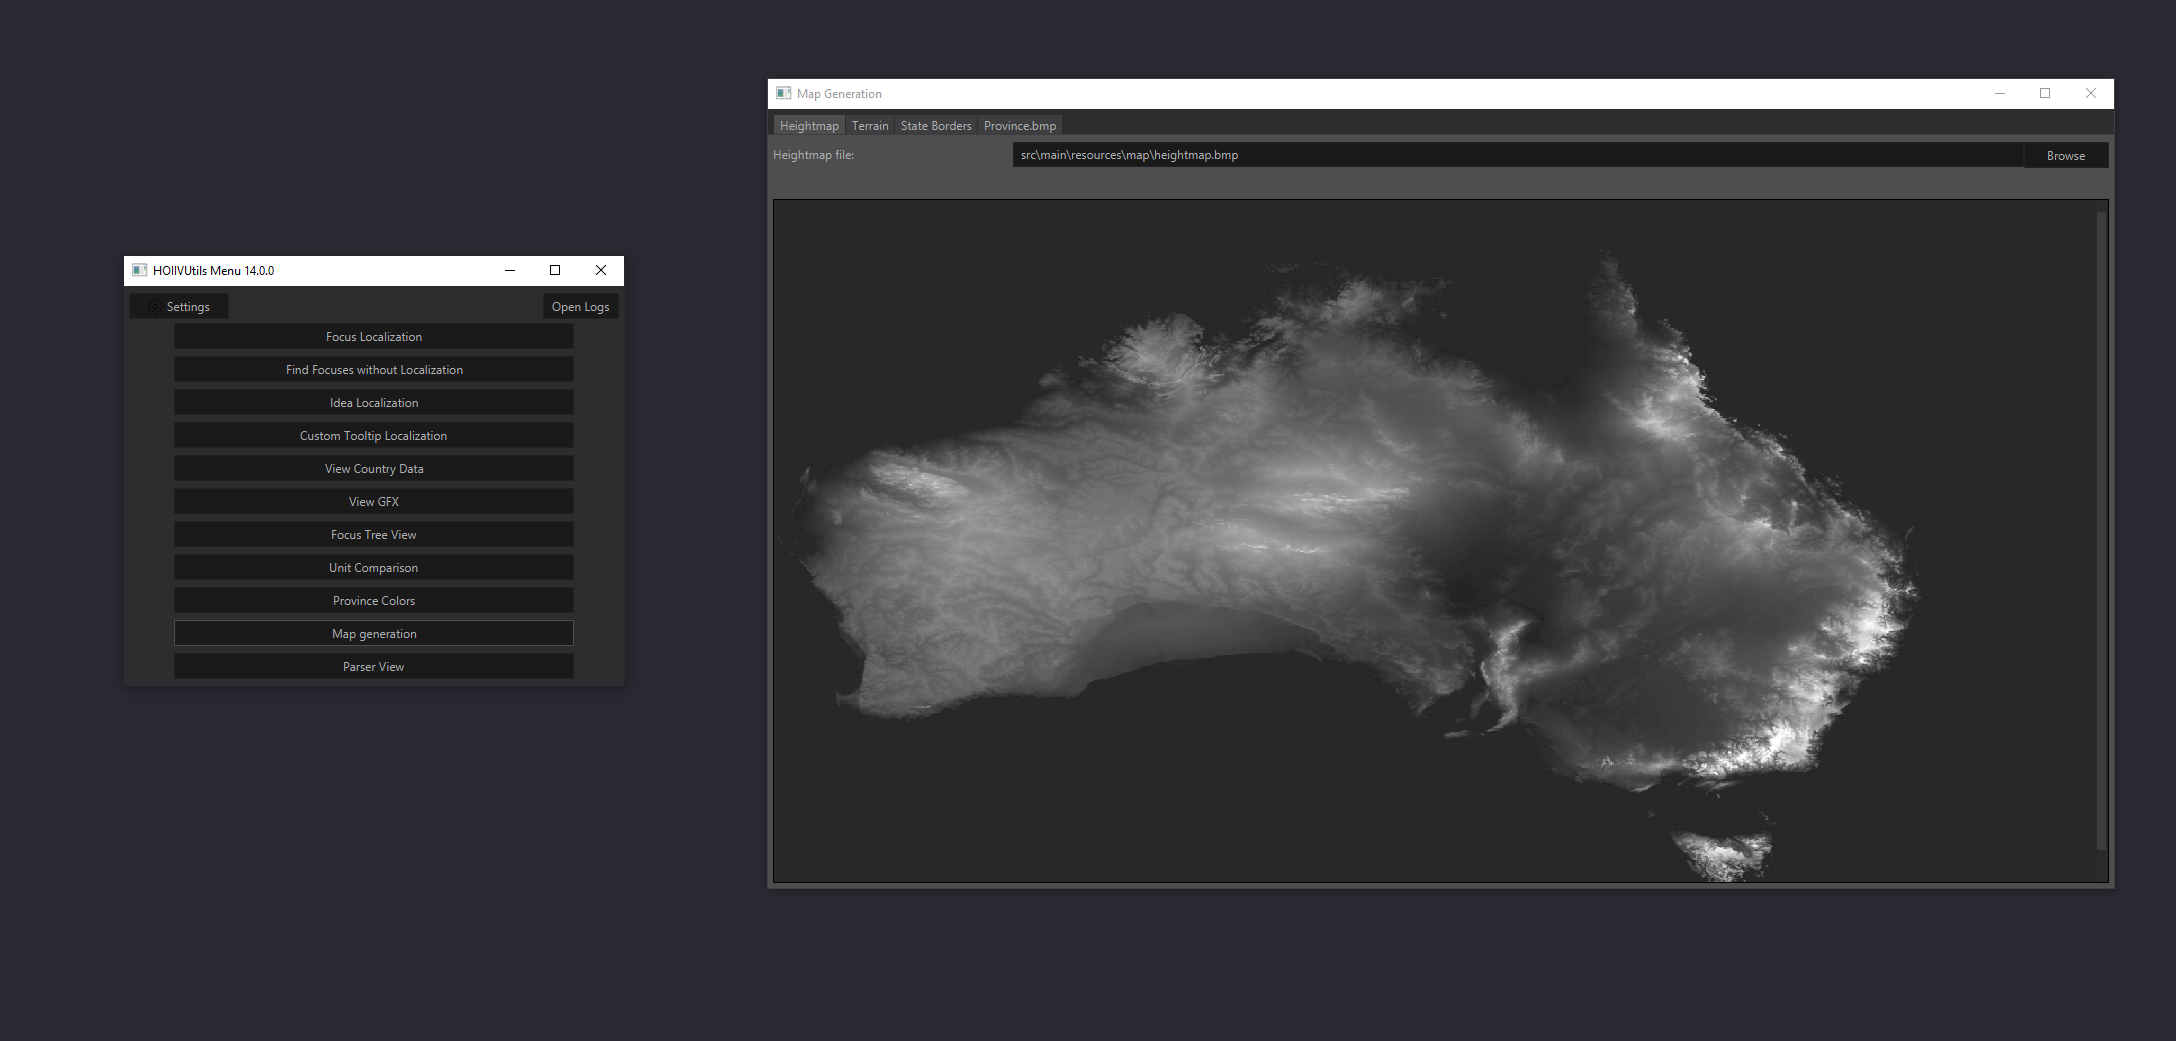 HOIIVUtils Menu 14.0.0
Settings
Open Logs
Focus Localization
Find Focuses without Localization
Idea Localization
Custom Tooltip Localization
View Country Data
View GFX
Focus Tree View
Unit Comparison
Province Colors
Map generation
Parser View
Map Generation
Heightmap Terrain State Borders Province.bmp
Heightmap file: src\main\resources\map\heightmap.bmp Browse